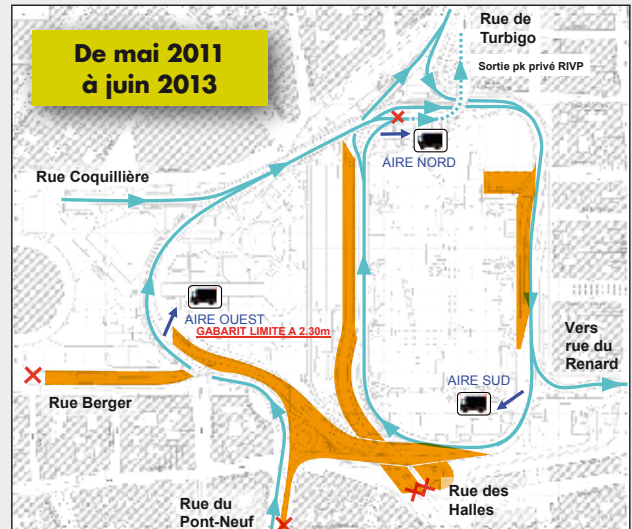 De mai 2011
à juin 2013
Rue de
Turbigo
Sortie pk privé RIVP
AIRE NORD
Rue Coquillière
AIRE OUEST
GABARIT LIMITE A 2.30m
Vers
rue du
Renard
AIRE SUD
Rue Berger
Rue des
Halles
Rue du
Pont-Neuf